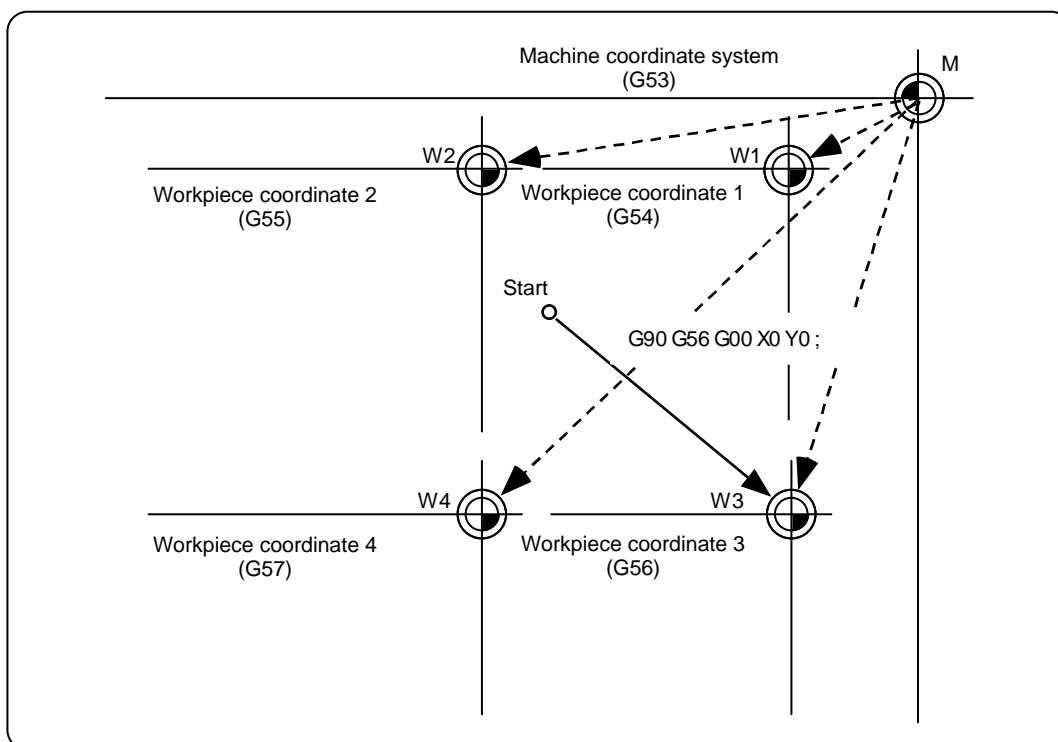 Machine coordinate system
(G53)
M
W2
W1
Workpiece coordinate 2
(G55)
Workpiece coordinate 1
(G54)
Start
G90 G56 G00 X0 Y0 ;
W4
W3
Workpiece coordinate 4
(G57)
Workpiece coordinate 3
(G56)